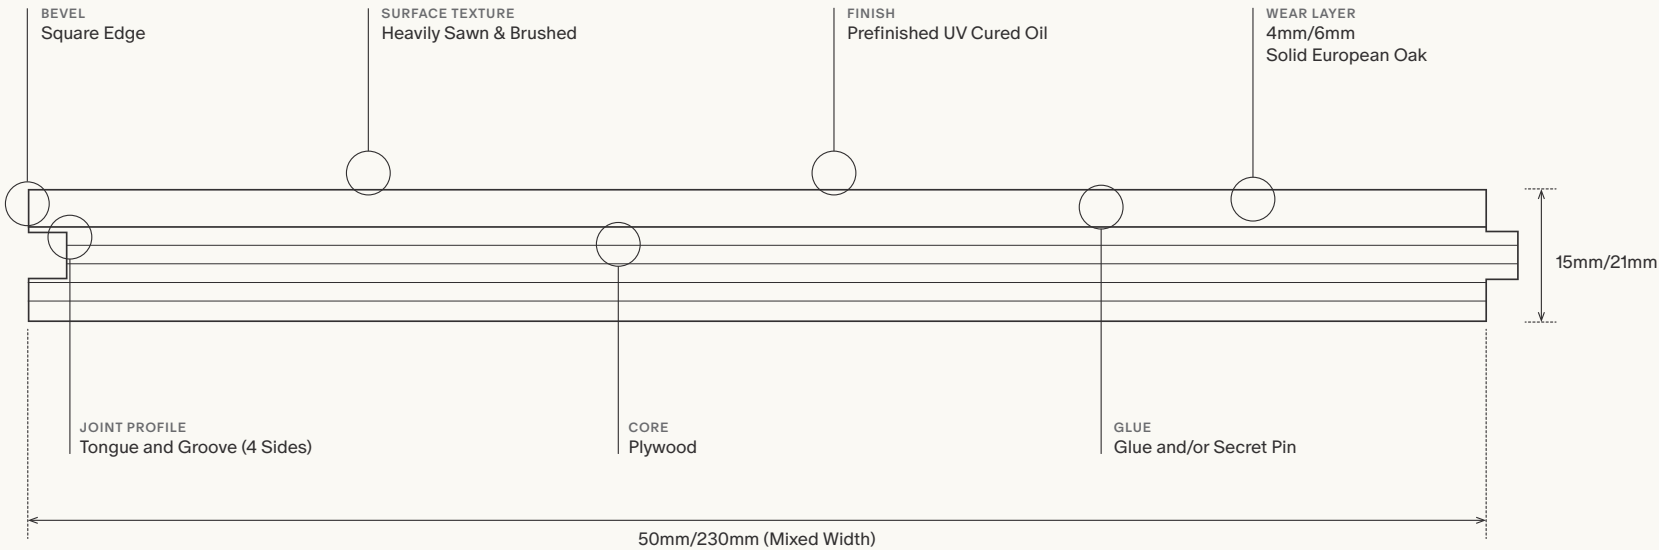 BEVEL
Square Edge
SURFACE TEXTURE
Heavily Sawn & Brushed
FINISH
Prefinished UV Cured Oil
WEAR LAYER
4mm/6mm
Solid European Oak
15mm/21mm
JOINT PROFILE
Tongue and Groove (4 Sides)
CORE
Plywood
GLUE
Glue and/or Secret Pin
50mm/230mm (Mixed Width)